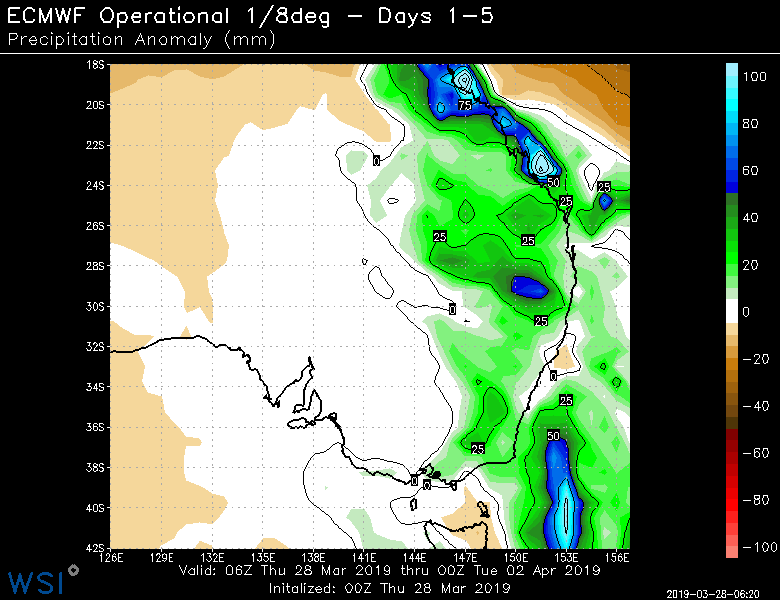 ECMWF Operational 1/8deg – Days 1–5
Precipitation Anomaly (mm)
18S
20S
22S
24S
26S
28S
30S
32S
34S
36S
38S
40S
42S
75
0
50
25
25
25
25
0
25
0
25
50
25
0
0
0
100
80
60
40
20
0
−20
−40
−60
−80
−100
126E 129E 132E 135E 138E 141E 144E 147E 150E 153E 156E
Valid: 06Z Thu 28 Mar 2019 thru 00Z Tue 02 Apr 2019
Initalized: 00Z Thu 28 Mar 2019
WSI
2019-03-28-06:20